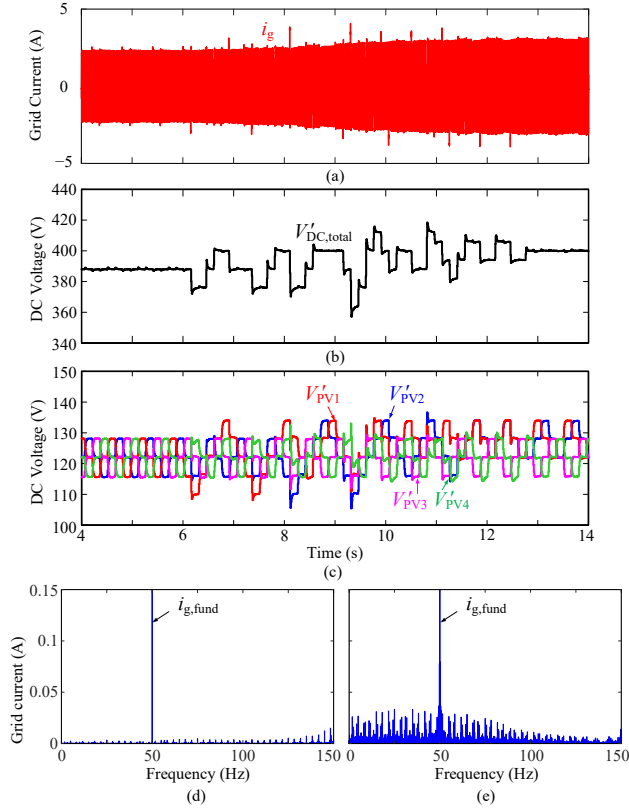 5
0
−5
Grid Current (A)
i_g
(a)
440
420
400
380
360
340
DC Voltage (V)
V′_DC,total
(b)
150
140
130
120
110
100
DC Voltage (V)
V′_PV1
V′_PV2
V′_PV3
V′_PV4
4 6 8 10 12 14
Time (s)
(c)
0.15
0.1
0.05
0
Grid current (A)
i_g,fund
0 50 100 150
Frequency (Hz)
(d)
i_g,fund
0 50 100 150
Frequency (Hz)
(e)